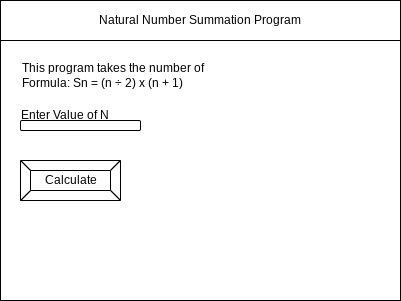 Natural Number Summation Program
This program takes the number of
Formula: Sn = (n ÷ 2) x (n + 1)
Enter Value of N
Calculate